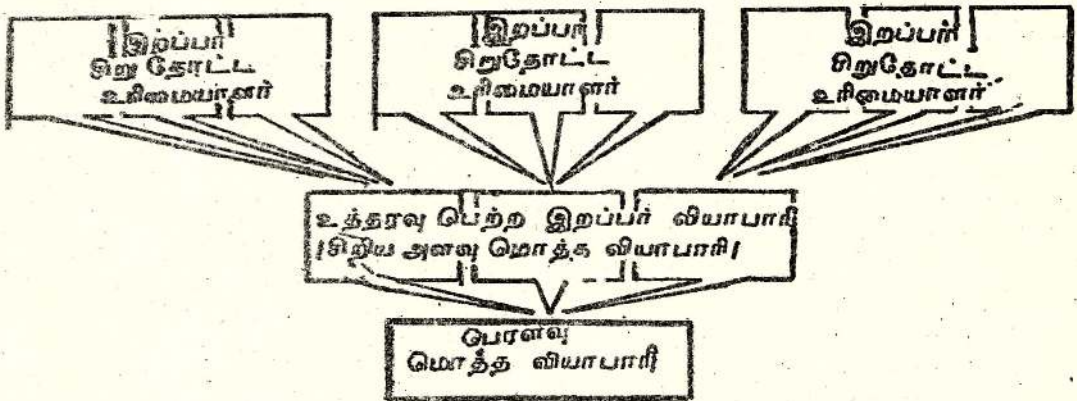 இறப்பர்
சிறு தோட்ட
உரிமையாளர்
இறப்பர்
சிறுதோட்ட
உரிமையாளர்
இறப்பர்
சிறுதோட்ட
உரிமையாளர்
உத்தரவு பெற்ற இறப்பர் வியாபாரி
/சிறிய அளவு மொத்த வியாபாரி/
பெரளவு
மொத்த வியாபாரி